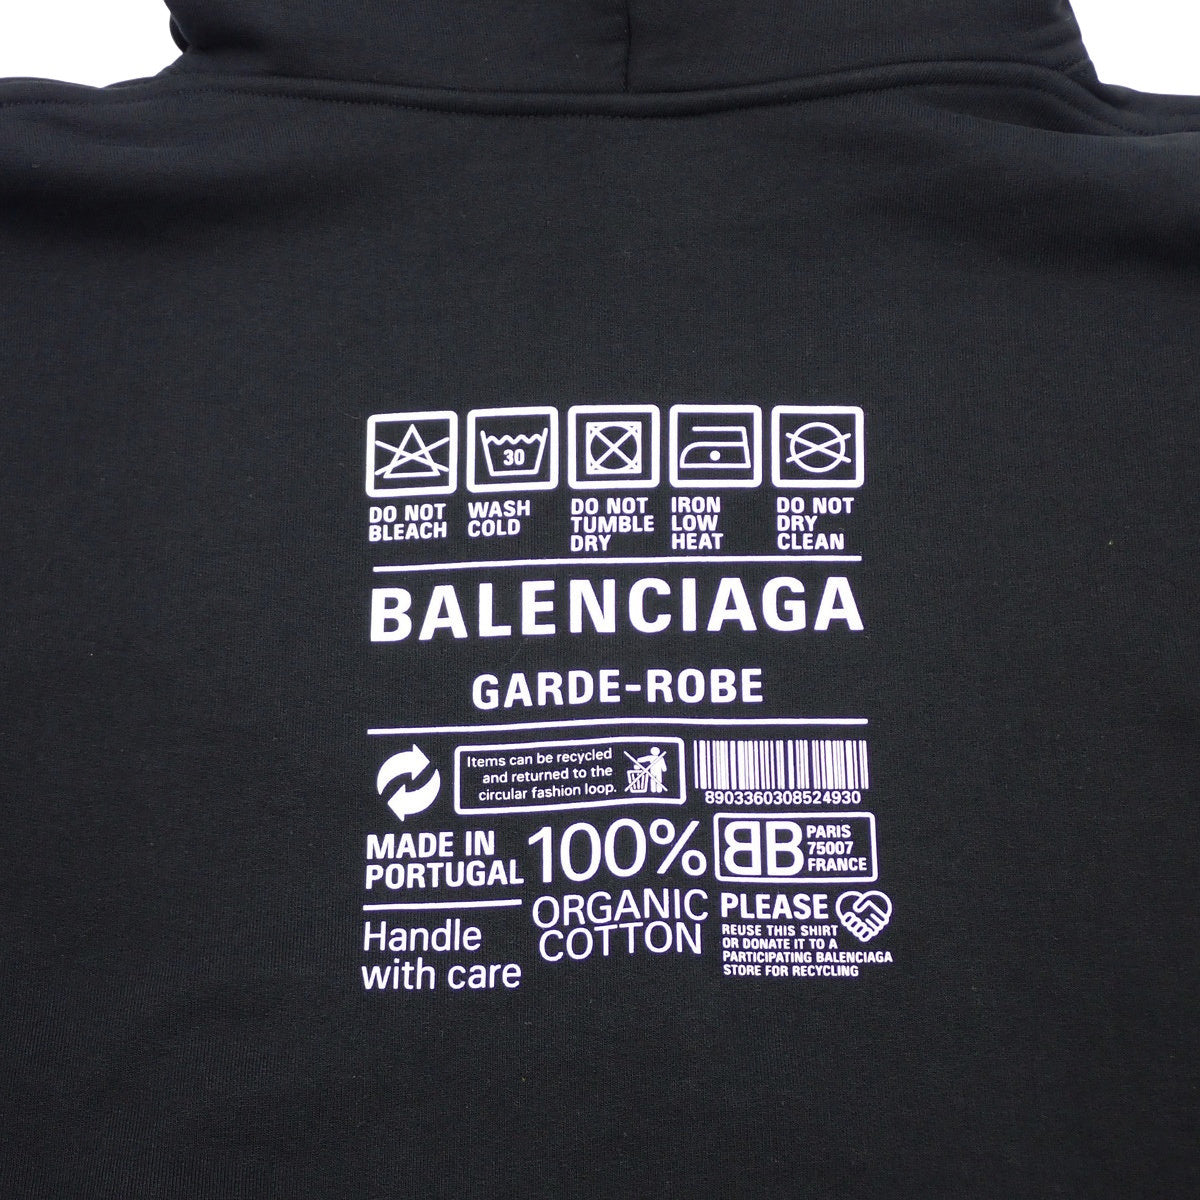 30
DO NOT
BLEACH
WASH
COLD
DO NOT
TUMBLE
DRY
IRON
LOW
HEAT
DO NOT
DRY
CLEAN
BALENCIAGA
GARDE-ROBE
Items can be recycled
and returned to the
circular fashion loop.
8903360308524930
MADE IN
PORTUGAL
100%
ORGANIC
COTTON
BB
PARIS
75007
FRANCE
Handle
with care
PLEASE
REUSE THIS SHIRT
OR DONATE IT TO A
PARTICIPATING BALENCIAGA
STORE FOR RECYCLING